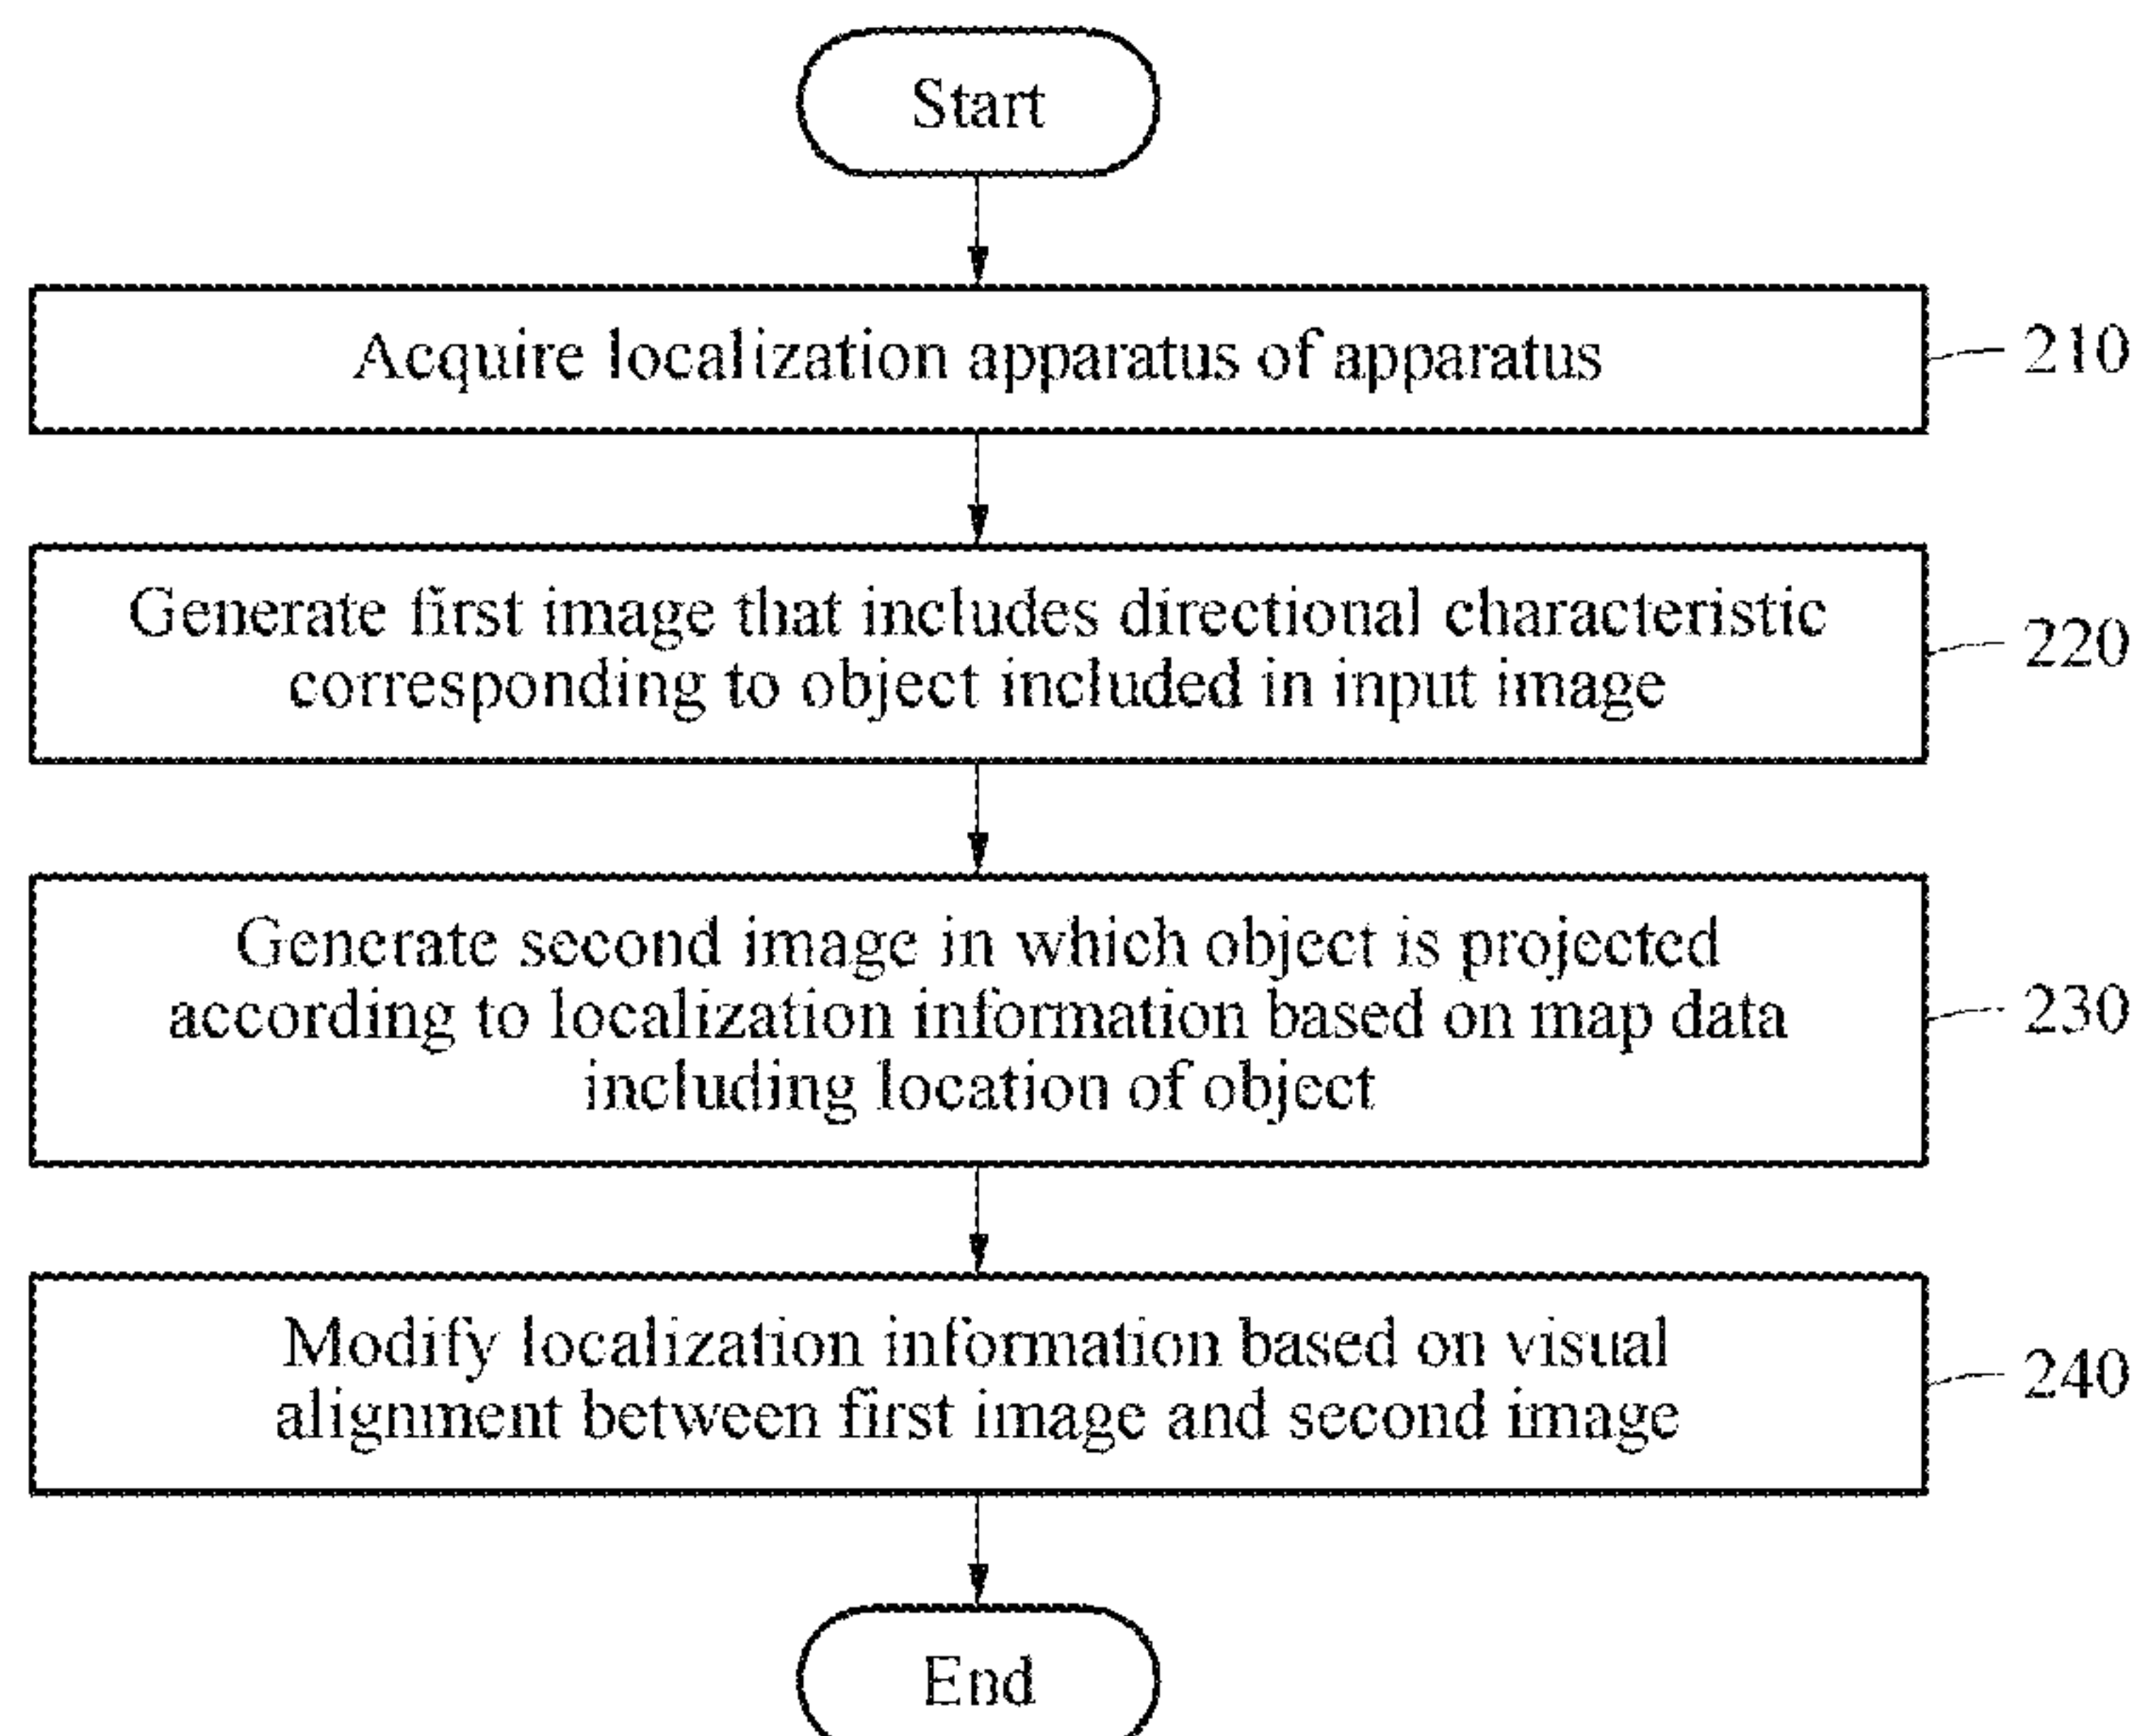 Start
Acquire localization apparatus of apparatus
210
Generate first image that includes directional characteristic
corresponding to object included in input image
220
Generate second image in which object is projected
according to localization information based on map data
including location of object
230
Modify localization information based on visual
alignment between first image and second image
240
End